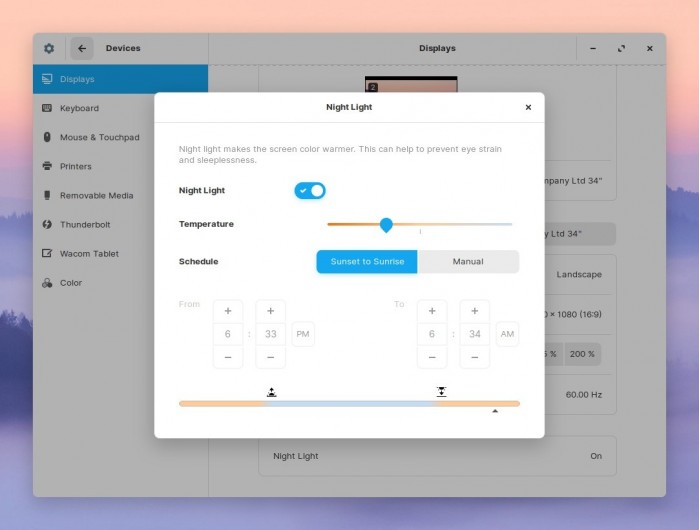 Devices
Displays
Displays
Keyboard
Mouse & Touchpad
Printers
Removable Media
Thunderbolt
Wacom Tablet
Color
2
Ltd 34"
Ltd 34"
Landscape
× 1080 (16:9)
% 200 %
60.00 Hz
Night Light On
Night Light
Night light makes the screen color warmer. This can help to prevent eye strain
and sleeplessness.
Night Light
Temperature
Schedule Sunset to Sunrise Manual
From + + To + +
6 : 33 PM 6 : 34 AM
− − − −